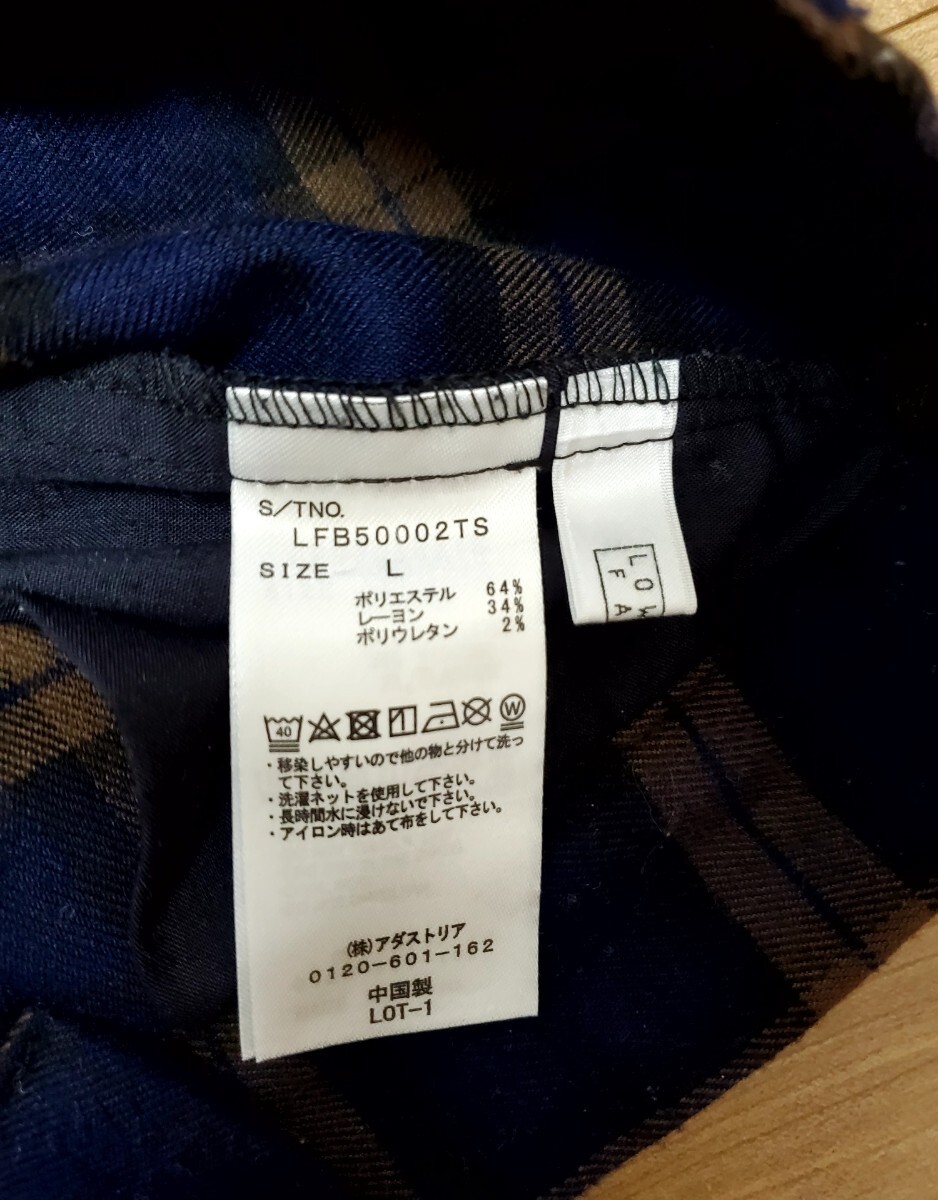 S/TNO.
LFB50002TS
SIZE L
ポリエステル 64%
レーヨン 34%
ポリウレタン 2%
40
W
・移染しやすいので他の物と分けて洗っ
て下さい。
・洗濯ネットを使用して下さい。
・長時間水に浸けないで下さい。
・アイロン時はあて布をして下さい。
(株)アダストリア
0120-601-162
中国製
LOT-1
LOW
FA